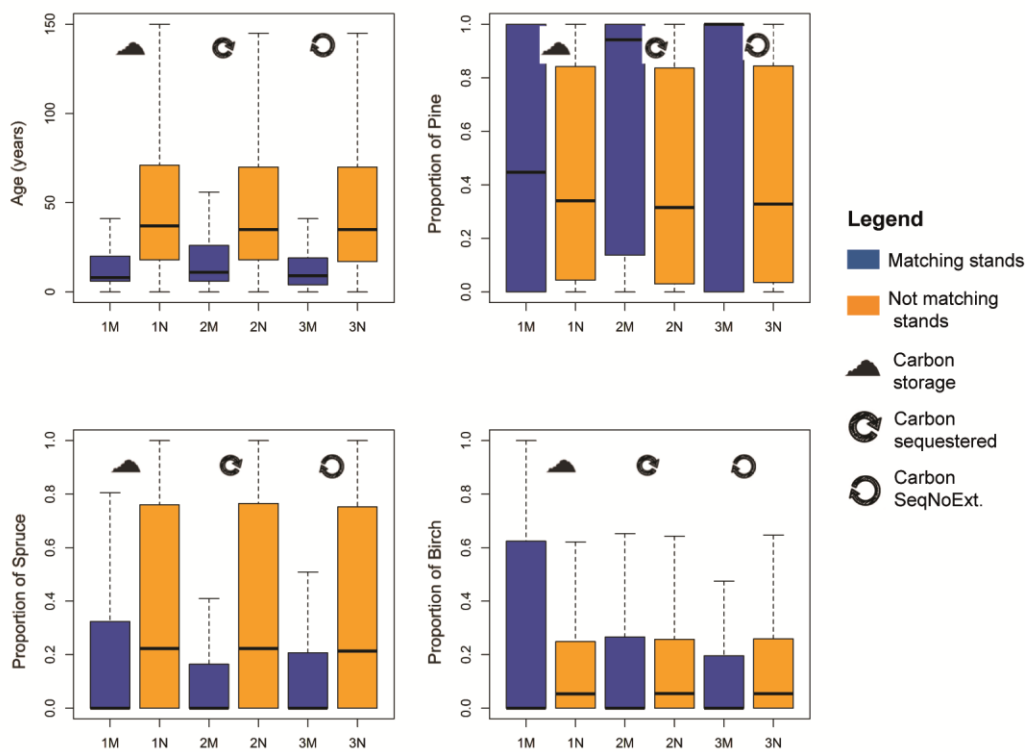 Age (years)
150
100
50
0
1M 1N 2M 2N 3M 3N
Proportion of Pine
1.0
0.8
0.6
0.4
0.2
0.0
1M 1N 2M 2N 3M 3N
Legend
Matching stands
Not matching
stands
Carbon
storage
Carbon
sequestered
Carbon
SeqNoExt.
Proportion of Spruce
1.0
0.8
0.6
0.4
0.2
0.0
1M 1N 2M 2N 3M 3N
Proportion of Birch
1.0
0.8
0.6
0.4
0.2
0.0
1M 1N 2M 2N 3M 3N